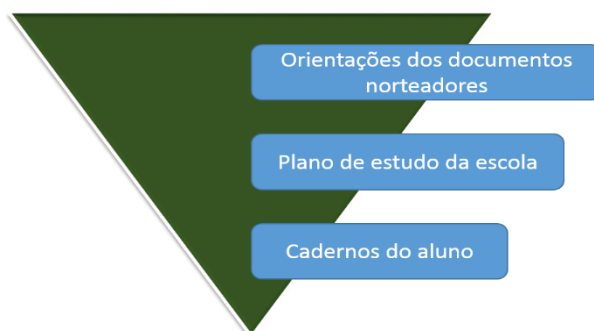 Orientações dos documentos
norteadores
Plano de estudo da escola
Cadernos do aluno